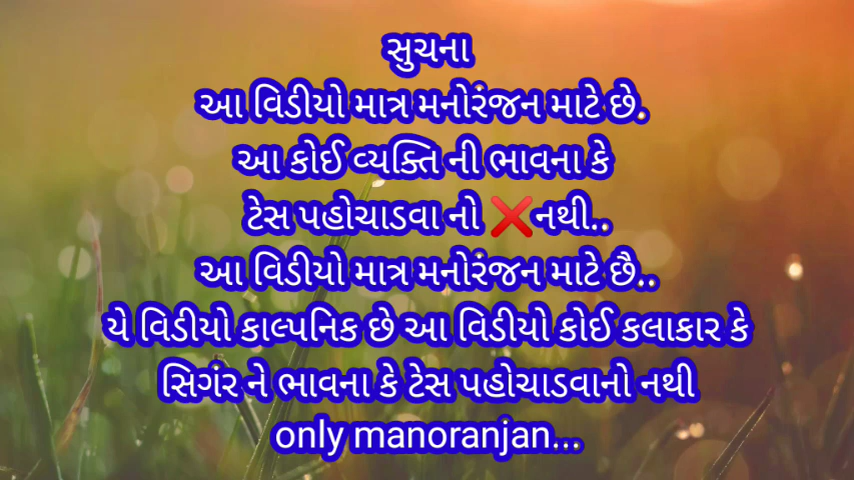 સુચના
આ વિડીયો માત્ર મનોરંજન માટે છે.
આ કોઈ વ્યક્તિ ની ભાવના કે
ટેસ પહોચાડવા નો ❌નથી..
આ વિડીયો માત્ર મનોરંજન માટે છૈ..
યે વિડીયો કાલ્પનિક છે આ વિડીયો કોઈ કલાકાર કે
સિગંર ને ભાવના કે ટેસ પહોચાડવાનો નથી
only manoranjan...